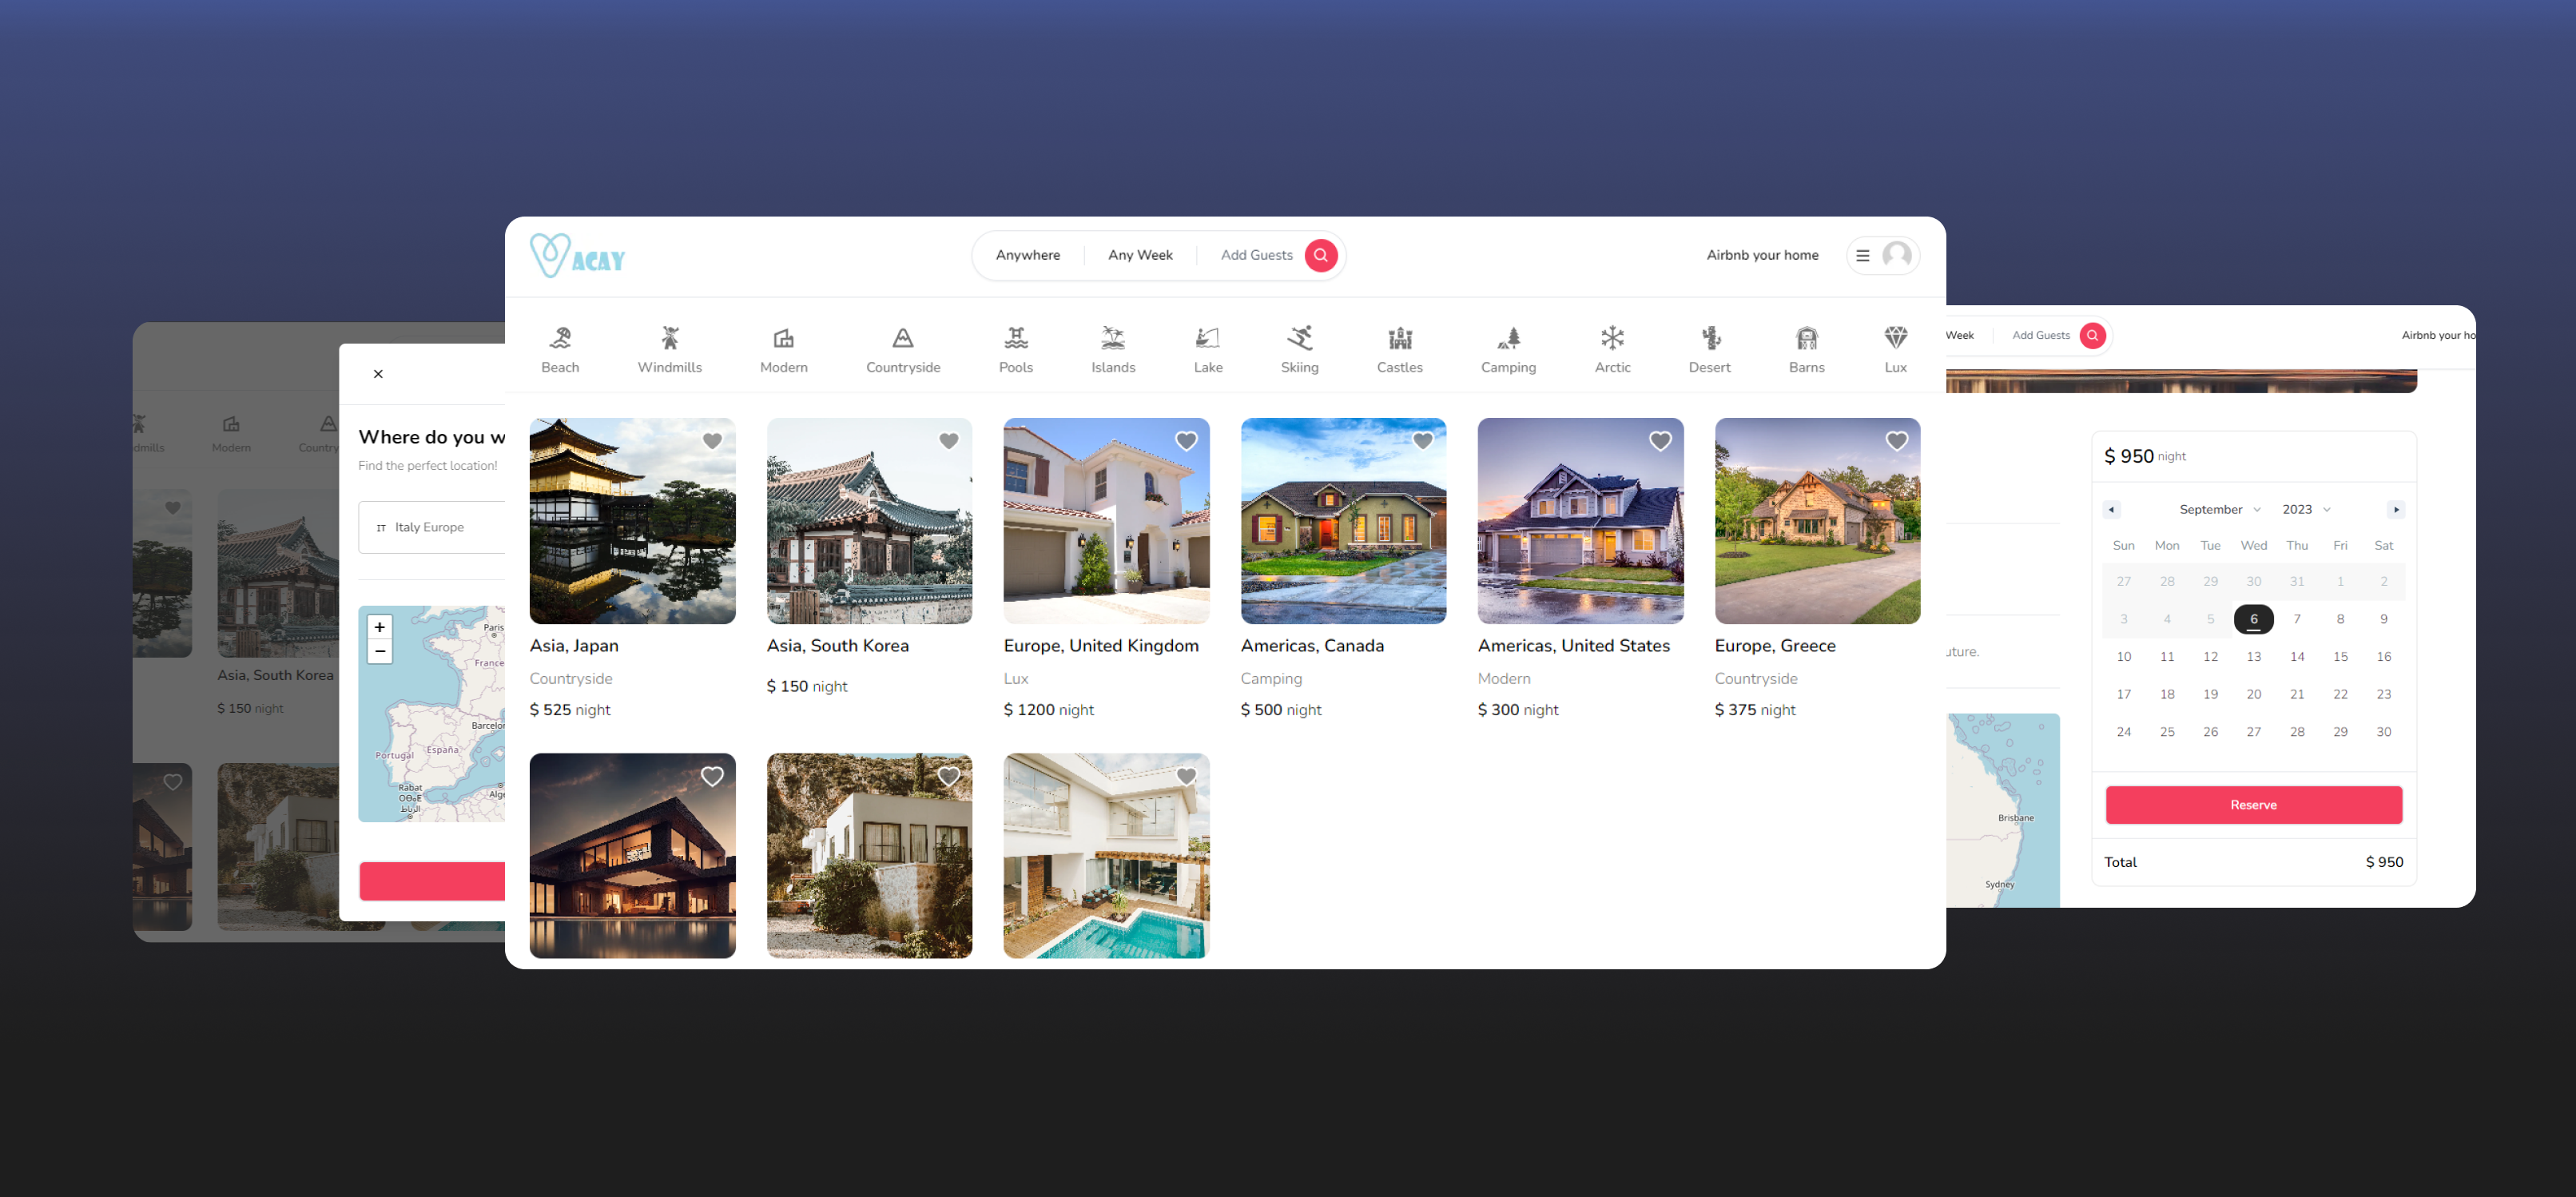 VACAY
Anywhere
Any Week
Add Guests
Airbnb your home
Beach
Windmills
Modern
Countryside
Pools
Islands
Lake
Skiing
Castles
Camping
Arctic
Desert
Barns
Lux
Asia, Japan
Countryside
$ 525 night
Asia, South Korea
$ 150 night
Europe, United Kingdom
Lux
$ 1200 night
Americas, Canada
Camping
$ 500 night
Americas, United States
Modern
$ 300 night
Europe, Greece
Countryside
$ 375 night
dmills
Modern
Country
Asia, South Korea
$ 150 night
Where do you w
Find the perfect location!
IT Italy Europe
+
−
Paris
France
Barcelon
Portugal
España
Rabat
ⵔⴱⴰⵟ
الرباط
Alge
Week
Add Guests
Airbnb your ho
uture.
Brisbane
Sydney
$ 950 night
September 2023
Sun Mon Tue Wed Thu Fri Sat
27 28 29 30 31 1 2
3 4 5 6 7 8 9
10 11 12 13 14 15 16
17 18 19 20 21 22 23
24 25 26 27 28 29 30
Reserve
Total $ 950